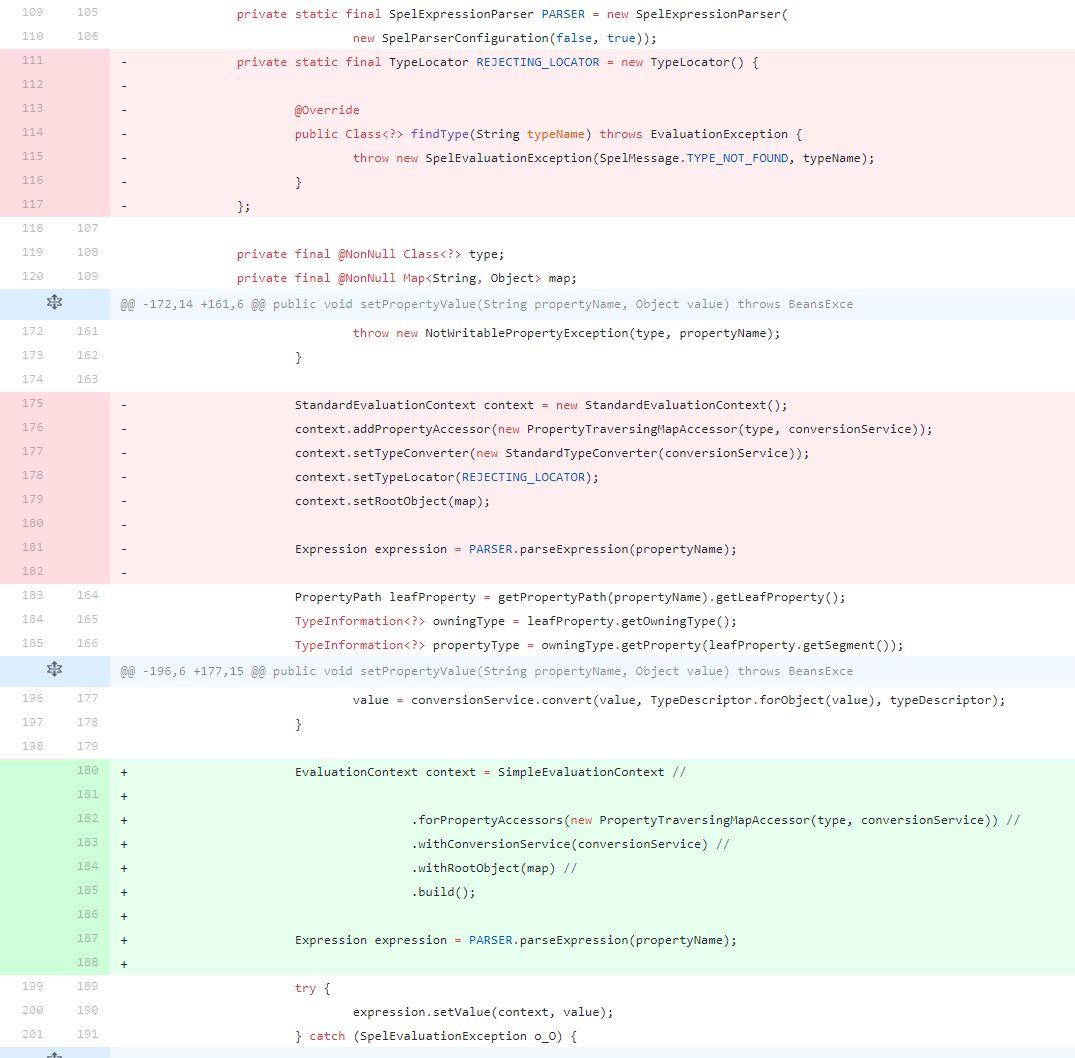 109 105 private static final SpelExpressionParser PARSER = new SpelExpressionParser(
110 106 new SpelParserConfiguration(false, true));
111 - private static final TypeLocator REJECTING_LOCATOR = new TypeLocator() {
112 -
113 - @Override
114 - public Class<?> findType(String typeName) throws EvaluationException {
115 - throw new SpelEvaluationException(SpelMessage.TYPE_NOT_FOUND, typeName);
116 - }
117 - };
118 107
119 108 private final @NonNull Class<?> type;
120 109 private final @NonNull Map<String, Object> map;
@@ -172,14 +161,6 @@ public void setPropertyValue(String propertyName, Object value) throws BeansExce
172 161 throw new NotWritablePropertyException(type, propertyName);
173 162 }
174 163
175 - StandardEvaluationContext context = new StandardEvaluationContext();
176 - context.addPropertyAccessor(new PropertyTraversingMapAccessor(type, conversionService));
177 - context.setTypeConverter(new StandardTypeConverter(conversionService));
178 - context.setTypeLocator(REJECTING_LOCATOR);
179 - context.setRootObject(map);
180 -
181 - Expression expression = PARSER.parseExpression(propertyName);
182 -
183 164 PropertyPath leafProperty = getPropertyPath(propertyName).getLeafProperty();
184 165 TypeInformation<?> owningType = leafProperty.getOwningType();
185 166 TypeInformation<?> propertyType = owningType.getProperty(leafProperty.getSegment());
@@ -196,6 +177,15 @@ public void setPropertyValue(String propertyName, Object value) throws BeansExce
196 177 value = conversionService.convert(value, TypeDescriptor.forObject(value), typeDescriptor);
197 178 }
198 179
180 + EvaluationContext context = SimpleEvaluationContext //
181 +
182 + .forPropertyAccessors(new PropertyTraversingMapAccessor(type, conversionService)) //
183 + .withConversionService(conversionService) //
184 + .withRootObject(map) //
185 + .build();
186 +
187 + Expression expression = PARSER.parseExpression(propertyName);
188 +
199 189 try {
200 190 expression.setValue(context, value);
201 191 } catch (SpelEvaluationException o_O) {